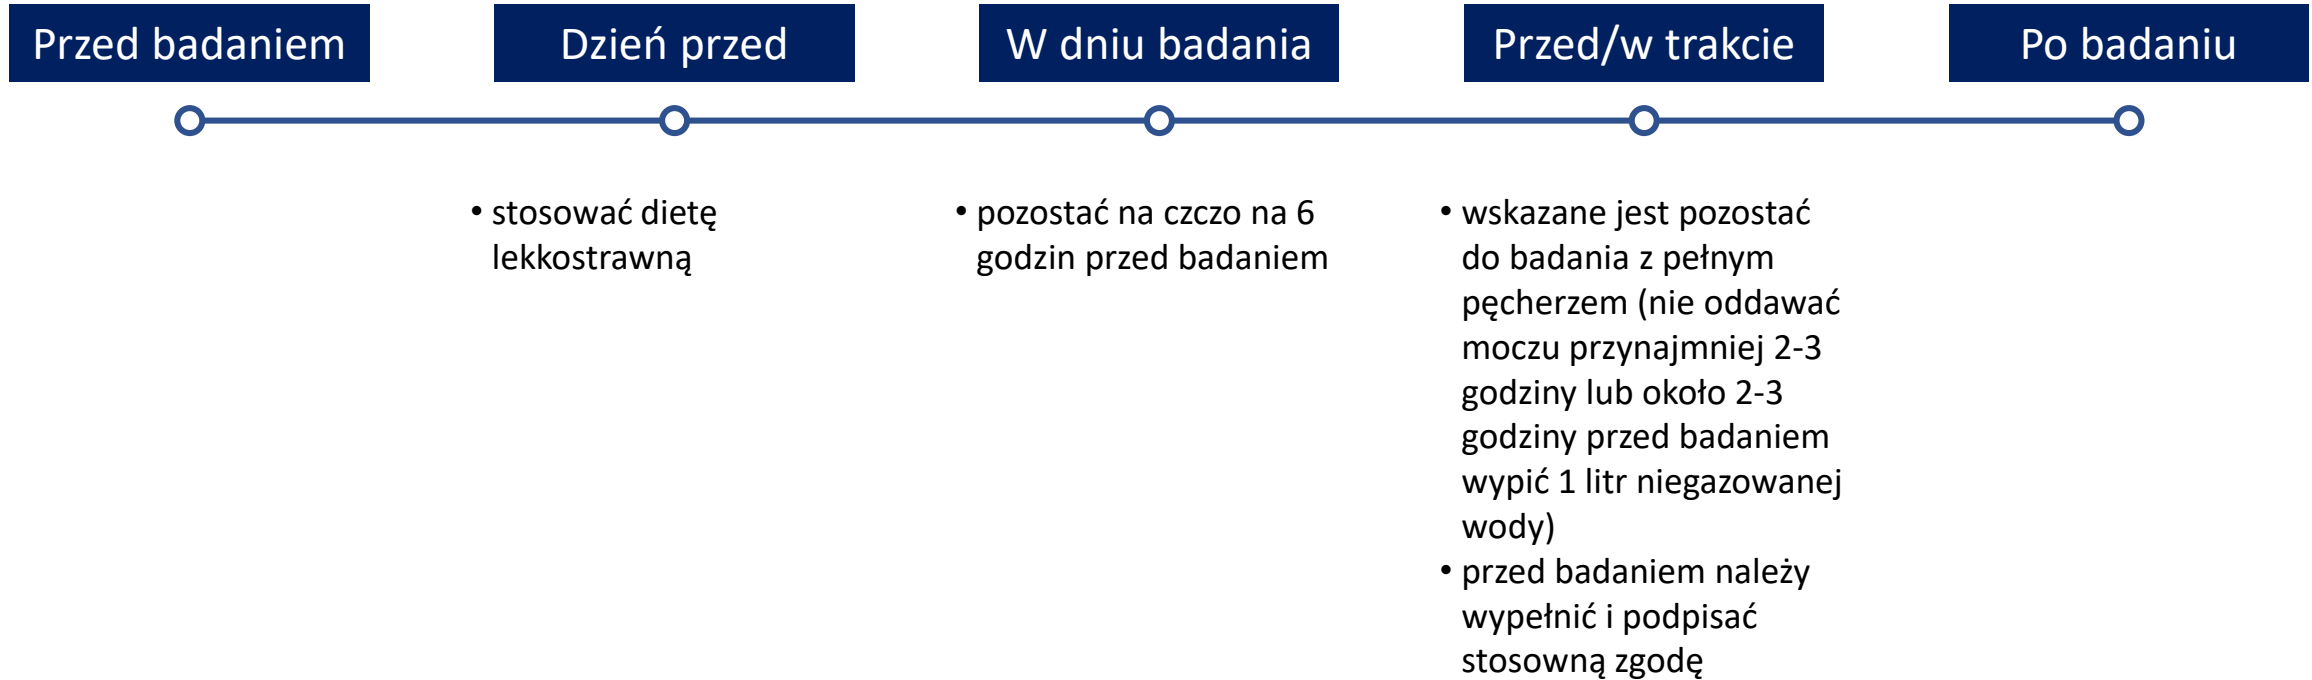 Przed badaniem
Dzień przed
W dniu badania
Przed/w trakcie
Po badaniu
• stosować dietę
lekkostrawną
• pozostać na czczo na 6
godzin przed badaniem
• wskazane jest pozostać
do badania z pełnym
pęcherzem (nie oddawać
moczu przynajmniej 2-3
godziny lub około 2-3
godziny przed badaniem
wypić 1 litr niegazowanej
wody)
• przed badaniem należy
wypełnić i podpisać
stosowną zgodę